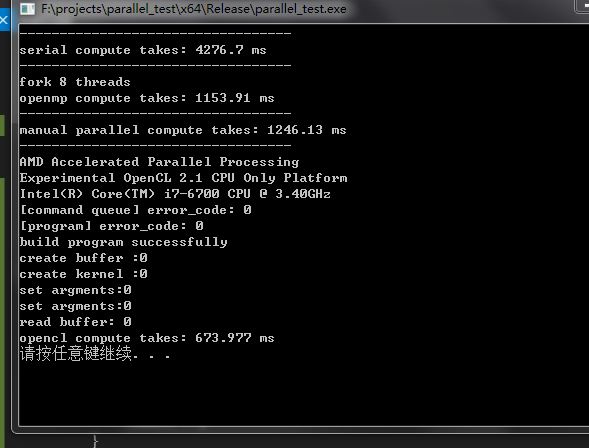 F:\projects\parallel_test\x64\Release\parallel_test.exe
----------------------------------
serial compute takes: 4276.7 ms
----------------------------------
fork 8 threads
openmp compute takes: 1153.91 ms
----------------------------------
manual parallel compute takes: 1246.13 ms
----------------------------------
AMD Accelerated Parallel Processing
Experimental OpenCL 2.1 CPU Only Platform
Intel(R) Core(TM) i7-6700 CPU @ 3.40GHz
[command queue] error_code: 0
[program] error_code: 0
build program successfully
create buffer :0
create kernel :0
set argments:0
set argments:0
read buffer: 0
opencl compute takes: 673.977 ms
请按任意键继续. . .
}